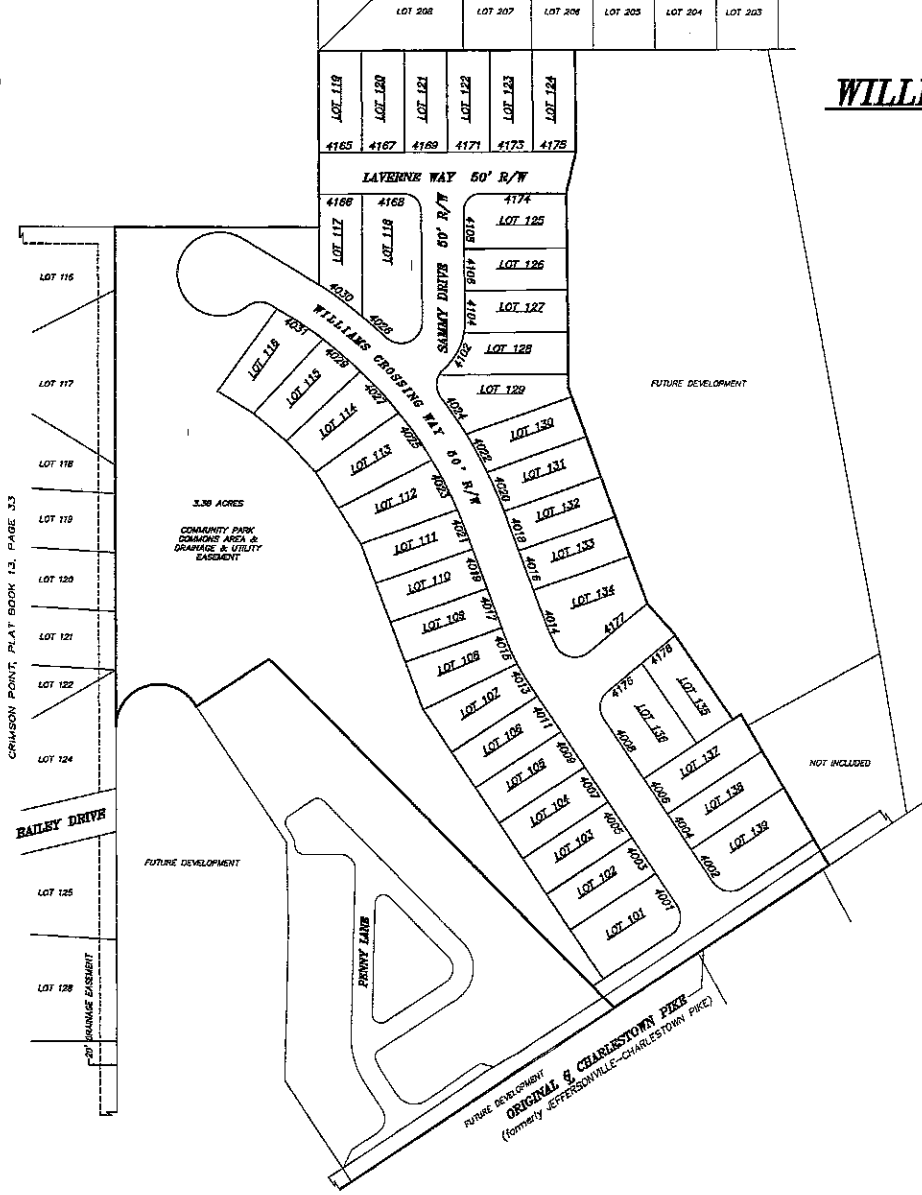 LOT 208 LOT 207 LOT 206 LOT 205 LOT 204 LOT 203
LOT 119 LOT 120 LOT 121 LOT 122 LOT 123 LOT 124
4165 4167 4169 4171 4173 4175
LAVERNE WAY 50' R/W
4166 4168 4174
LOT 117 LOT 118
SAMMY DRIVE 50' R/W
LOT 125
LOT 126
4106
LOT 127
4104
LOT 128
4102
LOT 129
4030
4026
WILLIAMS CROSSING WAY 50' R/W
4031
LOT 116
4029
LOT 115
4027
LOT 114
4025
LOT 113
4023
LOT 112
4021
LOT 111
4019
LOT 110
4017
LOT 109
4015
LOT 108
4013
LOT 107
4011
LOT 106
4009
LOT 105
4007
LOT 104
4005
LOT 103
4003
LOT 102
4001
LOT 101
4024
LOT 130
4022
LOT 131
4020
LOT 132
4018
LOT 133
4016
LOT 134
4014
4177
4178
4176
LOT 135
LOT 136
4008
LOT 137
4006
LOT 138
4004
LOT 139
4002
FUTURE DEVELOPMENT
NOT INCLUDED
3.38 ACRES
COMMUNITY PARK
COMMONS AREA &
DRAINAGE & UTILITY
EASEMENT
CRIMSON POINT, PLAT BOOK 13, PAGE 33
LOT 116
LOT 117
LOT 118
LOT 119
LOT 120
LOT 121
LOT 122
LOT 124
BAILEY DRIVE
LOT 125
LOT 128
20' DRAINAGE EASEMENT
FUTURE DEVELOPMENT
PENNY LANE
FUTURE DEVELOPMENT
ORIGINAL ℄ CHARLESTOWN PIKE
(formerly JEFFERSONVILLE-CHARLESTOWN PIKE)